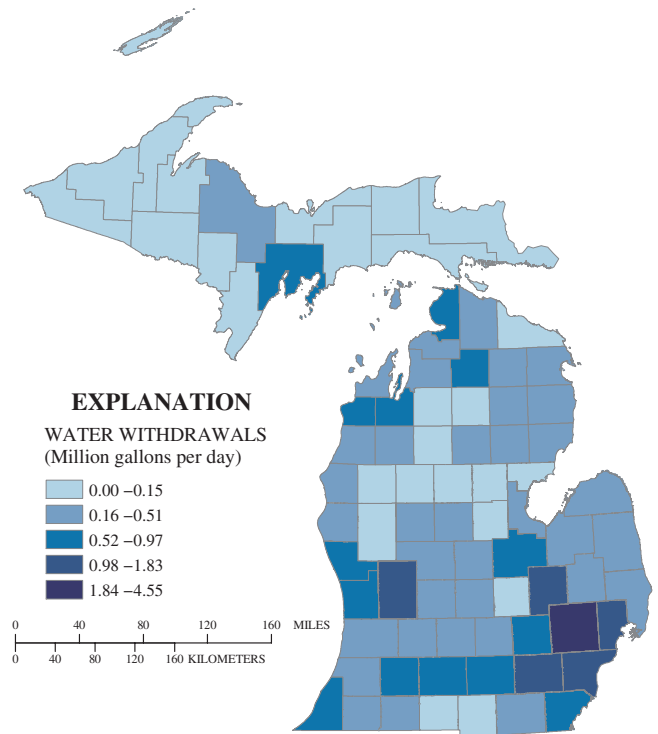 EXPLANATION
WATER WITHDRAWALS
(Million gallons per day)
0.00 –0.15
0.16 –0.51
0.52 –0.97
0.98 –1.83
1.84 –4.55
0 40 80 120 160 MILES
0 40 80 120 160 KILOMETERS